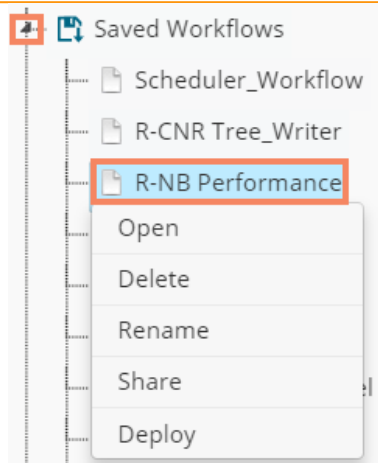 Saved Workflows
Scheduler_Workflow
R-CNR Tree_Writer
R-NB Performance
Open
Delete
Rename
Share
Deploy